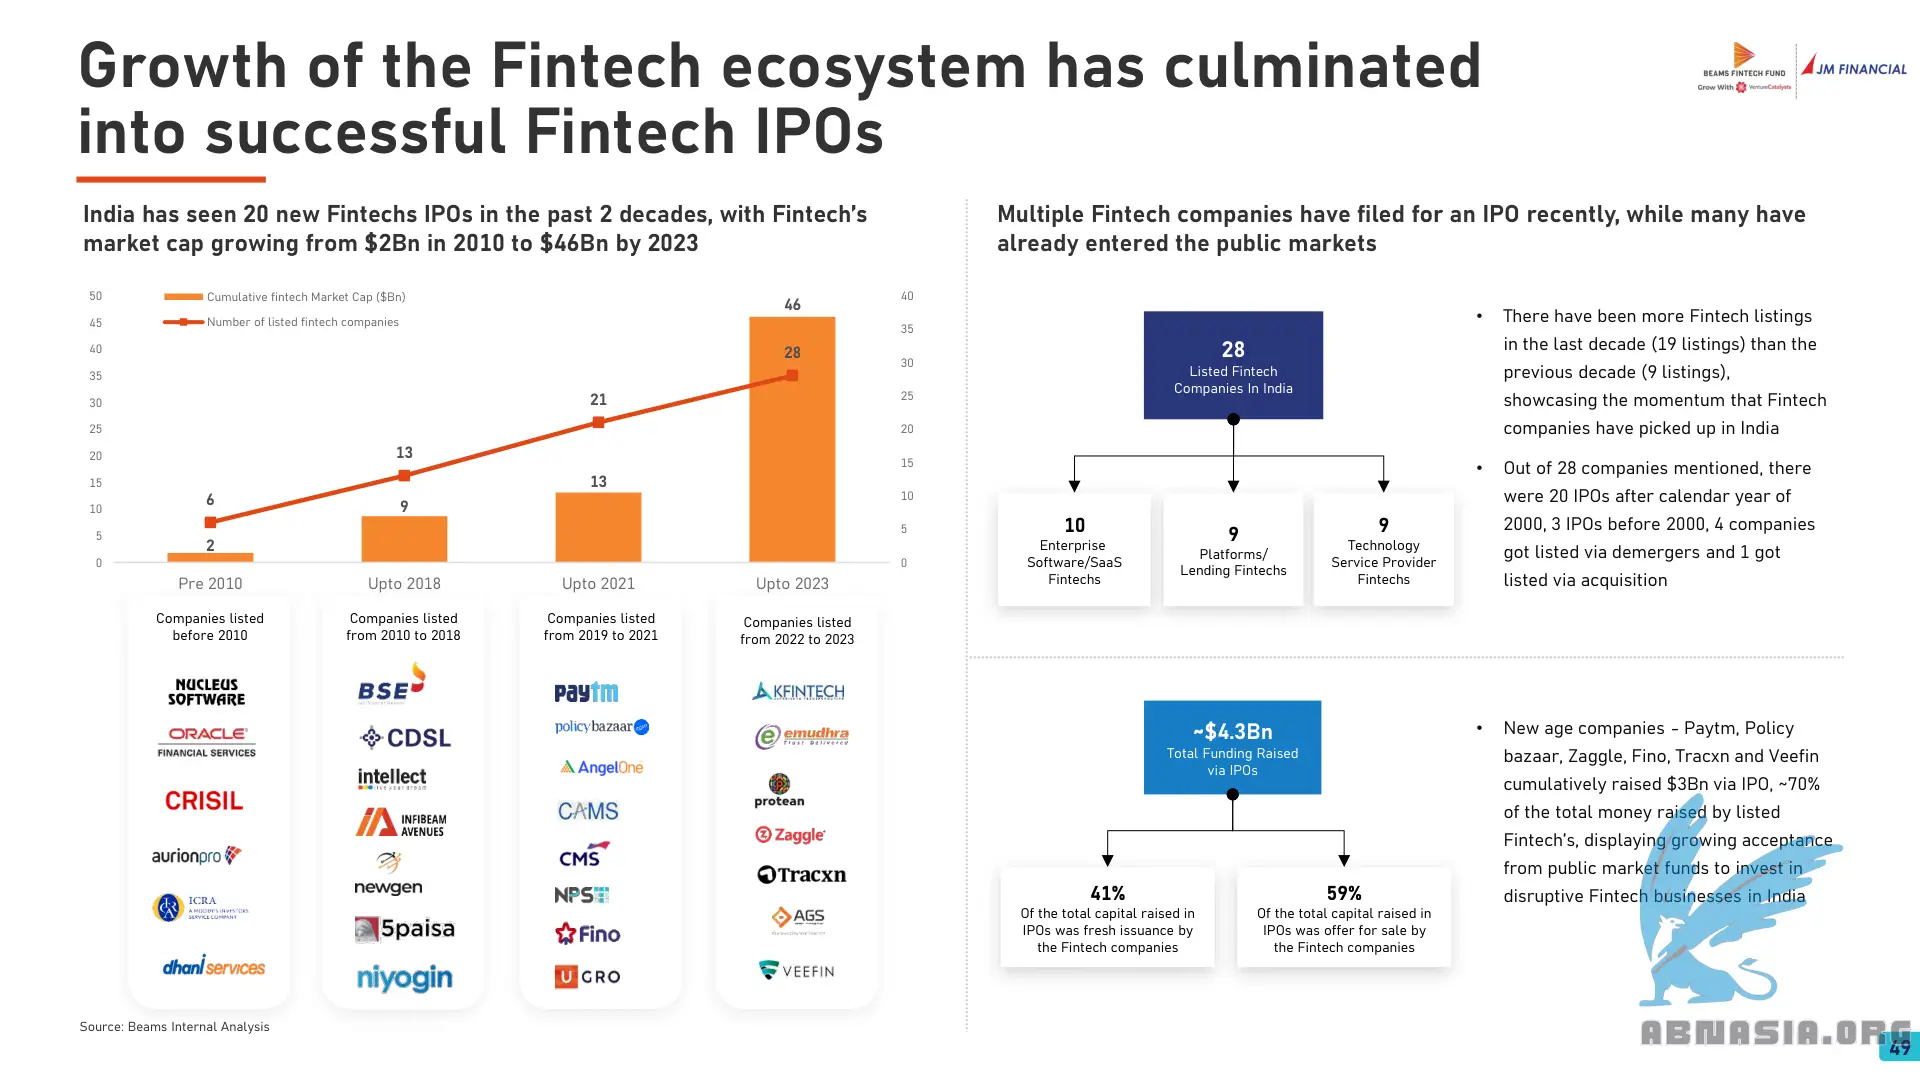 Growth of the Fintech ecosystem has culminated
into successful Fintech IPOs
BEAMS FINTECH FUND
Grow With VentureCatalysts
JM FINANCIAL
India has seen 20 new Fintechs IPOs in the past 2 decades, with Fintech's
market cap growing from $2Bn in 2010 to $46Bn by 2023
Cumulative fintech Market Cap ($Bn)
Number of listed fintech companies
50
45
40
35
30
25
20
15
10
5
0
40
35
30
25
20
15
10
5
0
6
2
13
9
21
13
46
28
Pre 2010
Upto 2018
Upto 2021
Upto 2023
Companies listed
before 2010
NUCLEUS
SOFTWARE
ORACLE
FINANCIAL SERVICES
CRISIL
aurionpro
ICRA
A MOODY'S INVESTORS
SERVICE COMPANY
dhani services
Companies listed
from 2010 to 2018
BSE
CDSL
intellect
INFIBEAM
AVENUES
newgen
5paisa
niyogin
Companies listed
from 2019 to 2021
paytm
policybazaar
AngelOne
CAMS
CMS
NPST
Fino
U GRO
Companies listed
from 2022 to 2023
KFINTECH
emudhra
Trust Delivered
protean
Zaggle
Tracxn
AGS
VEEFIN
Source: Beams Internal Analysis
Multiple Fintech companies have filed for an IPO recently, while many have
already entered the public markets
28
Listed Fintech
Companies In India
10
Enterprise
Software/SaaS
Fintechs
9
Platforms/
Lending Fintechs
9
Technology
Service Provider
Fintechs
• There have been more Fintech listings
in the last decade (19 listings) than the
previous decade (9 listings),
showcasing the momentum that Fintech
companies have picked up in India
• Out of 28 companies mentioned, there
were 20 IPOs after calendar year of
2000, 3 IPOs before 2000, 4 companies
got listed via demergers and 1 got
listed via acquisition
~$4.3Bn
Total Funding Raised
via IPOs
41%
Of the total capital raised in
IPOs was fresh issuance by
the Fintech companies
59%
Of the total capital raised in
IPOs was offer for sale by
the Fintech companies
• New age companies - Paytm, Policy
bazaar, Zaggle, Fino, Tracxn and Veefin
cumulatively raised $3Bn via IPO, ~70%
of the total money raised by listed
Fintech's, displaying growing acceptance
from public market funds to invest in
disruptive Fintech businesses in India
ABNASIA.ORG
49